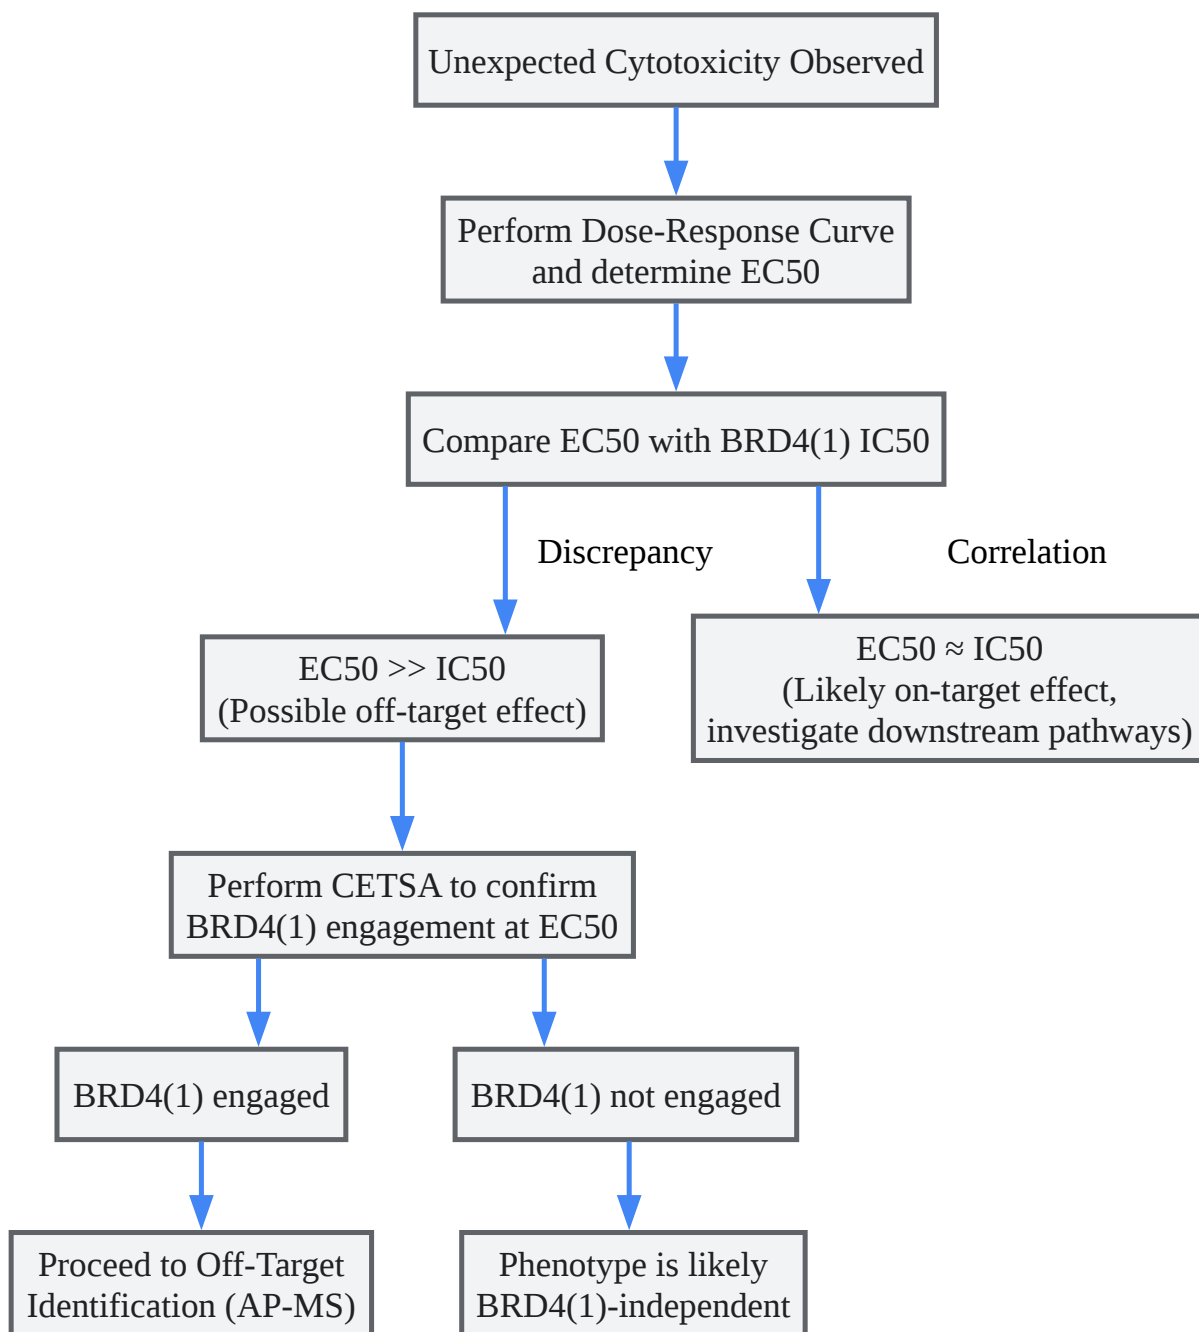 Unexpected Cytotoxicity Observed
Perform Dose-Response Curve
and determine EC50
Compare EC50 with BRD4(1) IC50
Discrepancy
Correlation
EC50 >> IC50
(Possible off-target effect)
EC50 ≈ IC50
(Likely on-target effect,
investigate downstream pathways)
Perform CETSA to confirm
BRD4(1) engagement at EC50
BRD4(1) engaged
BRD4(1) not engaged
Proceed to Off-Target
Identification (AP-MS)
Phenotype is likely
BRD4(1)-independent